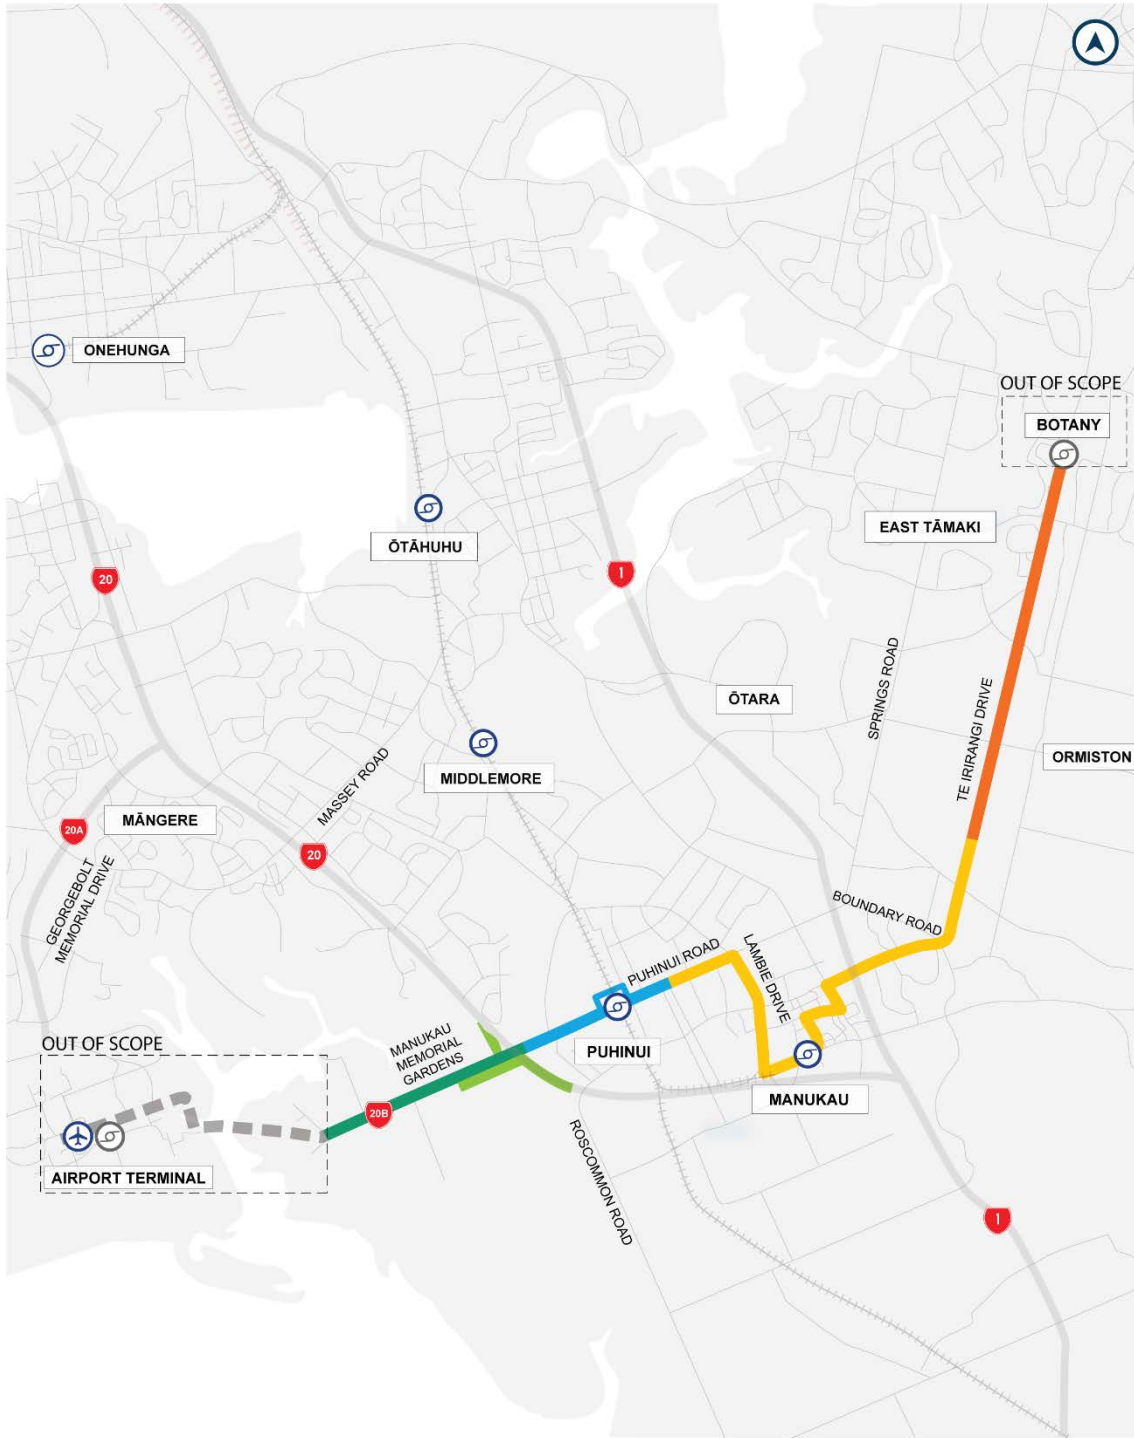 ONEHUNGA
OUT OF SCOPE
BOTANY
ŌTĀHUHU
EAST TĀMAKI
20
1
ŌTARA
SPRINGS ROAD
TE IRIRANGI DRIVE
ORMISTON
MIDDLEMORE
MASSEY ROAD
MĀNGERE
20A
20
GEORGEBOLT
MEMORIAL DRIVE
BOUNDARY ROAD
PUHINUI ROAD
LAMBIE DRIVE
OUT OF SCOPE
MANUKAU
MEMORIAL
GARDENS
PUHINUI
MANUKAU
20B
AIRPORT TERMINAL
ROSCOMMON ROAD
1